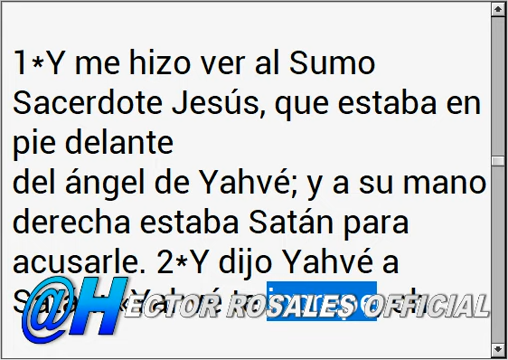 1*Y me hizo ver al Sumo
Sacerdote Jesús, que estaba en
pie delante
del ángel de Yahvé; y a su mano
derecha estaba Satán para
acusarle. 2*Y dijo Yahvé a
@HECTOR ROSALES OFFICIAL